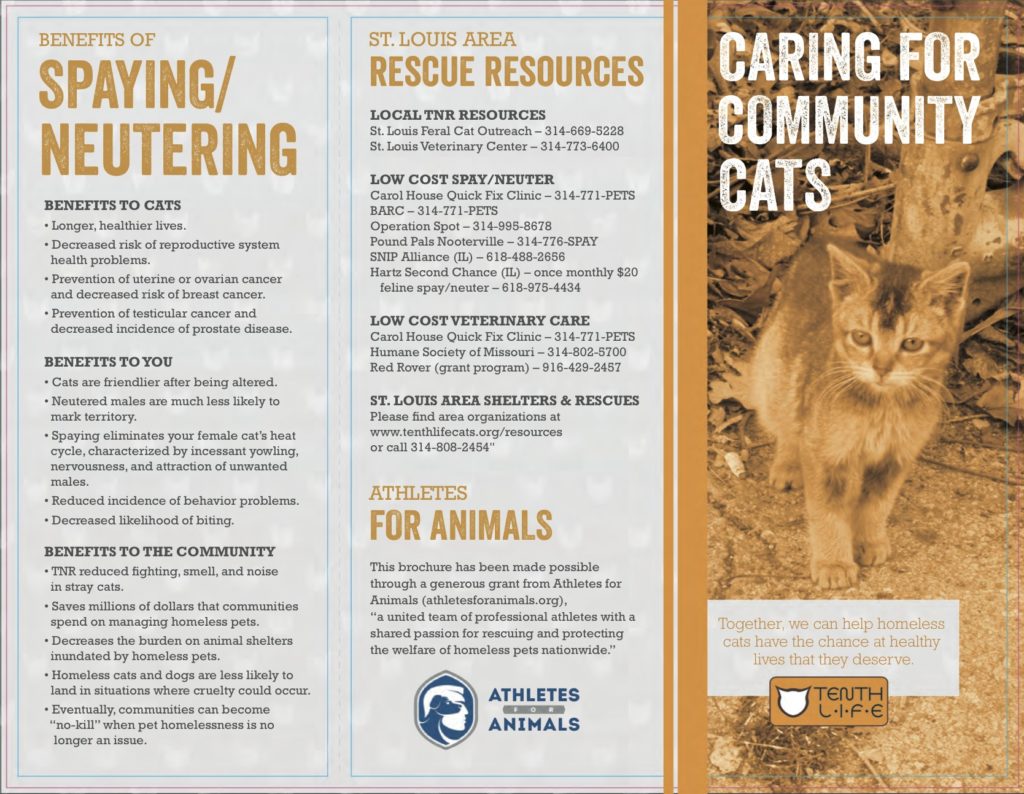 BENEFITS OF
SPAYING/
NEUTERING
BENEFITS TO CATS
• Longer, healthier lives.
• Decreased risk of reproductive system
health problems.
• Prevention of uterine or ovarian cancer
and decreased risk of breast cancer.
• Prevention of testicular cancer and
decreased incidence of prostate disease.
BENEFITS TO YOU
• Cats are friendlier after being altered.
• Neutered males are much less likely to
mark territory.
• Spaying eliminates your female cat's heat
cycle, characterized by incessant yowling,
nervousness, and attraction of unwanted
males.
• Reduced incidence of behavior problems.
• Decreased likelihood of biting.
BENEFITS TO THE COMMUNITY
• TNR reduced fighting, smell, and noise
in stray cats.
• Saves millions of dollars that communities
spend on managing homeless pets.
• Decreases the burden on animal shelters
inundated by homeless pets.
• Homeless cats and dogs are less likely to
land in situations where cruelty could occur.
• Eventually, communities can become
"no-kill" when pet homelessness is no
longer an issue.
ST. LOUIS AREA
RESCUE RESOURCES
LOCAL TNR RESOURCES
St. Louis Feral Cat Outreach – 314-669-5228
St. Louis Veterinary Center – 314-773-6400
LOW COST SPAY/NEUTER
Carol House Quick Fix Clinic – 314-771-PETS
BARC – 314-771-PETS
Operation Spot – 314-995-8678
Pound Pals Nooterville – 314-776-SPAY
SNIP Alliance (IL) – 618-488-2656
Hartz Second Chance (IL) – once monthly $20
feline spay/neuter – 618-975-4434
LOW COST VETERINARY CARE
Carol House Quick Fix Clinic – 314-771-PETS
Humane Society of Missouri – 314-802-5700
Red Rover (grant program) – 916-429-2457
ST. LOUIS AREA SHELTERS & RESCUES
Please find area organizations at
www.tenthlifecats.org/resources
or call 314-808-2454"
ATHLETES
FOR ANIMALS
This brochure has been made possible
through a generous grant from Athletes for
Animals (athletesforanimals.org),
"a united team of professional athletes with a
shared passion for rescuing and protecting
the welfare of homeless pets nationwide."
ATHLETES
FOR
ANIMALS
CARING FOR
COMMUNITY
CATS
Together, we can help homeless
cats have the chance at healthy
lives that they deserve.
TENTH
L·I·F·E